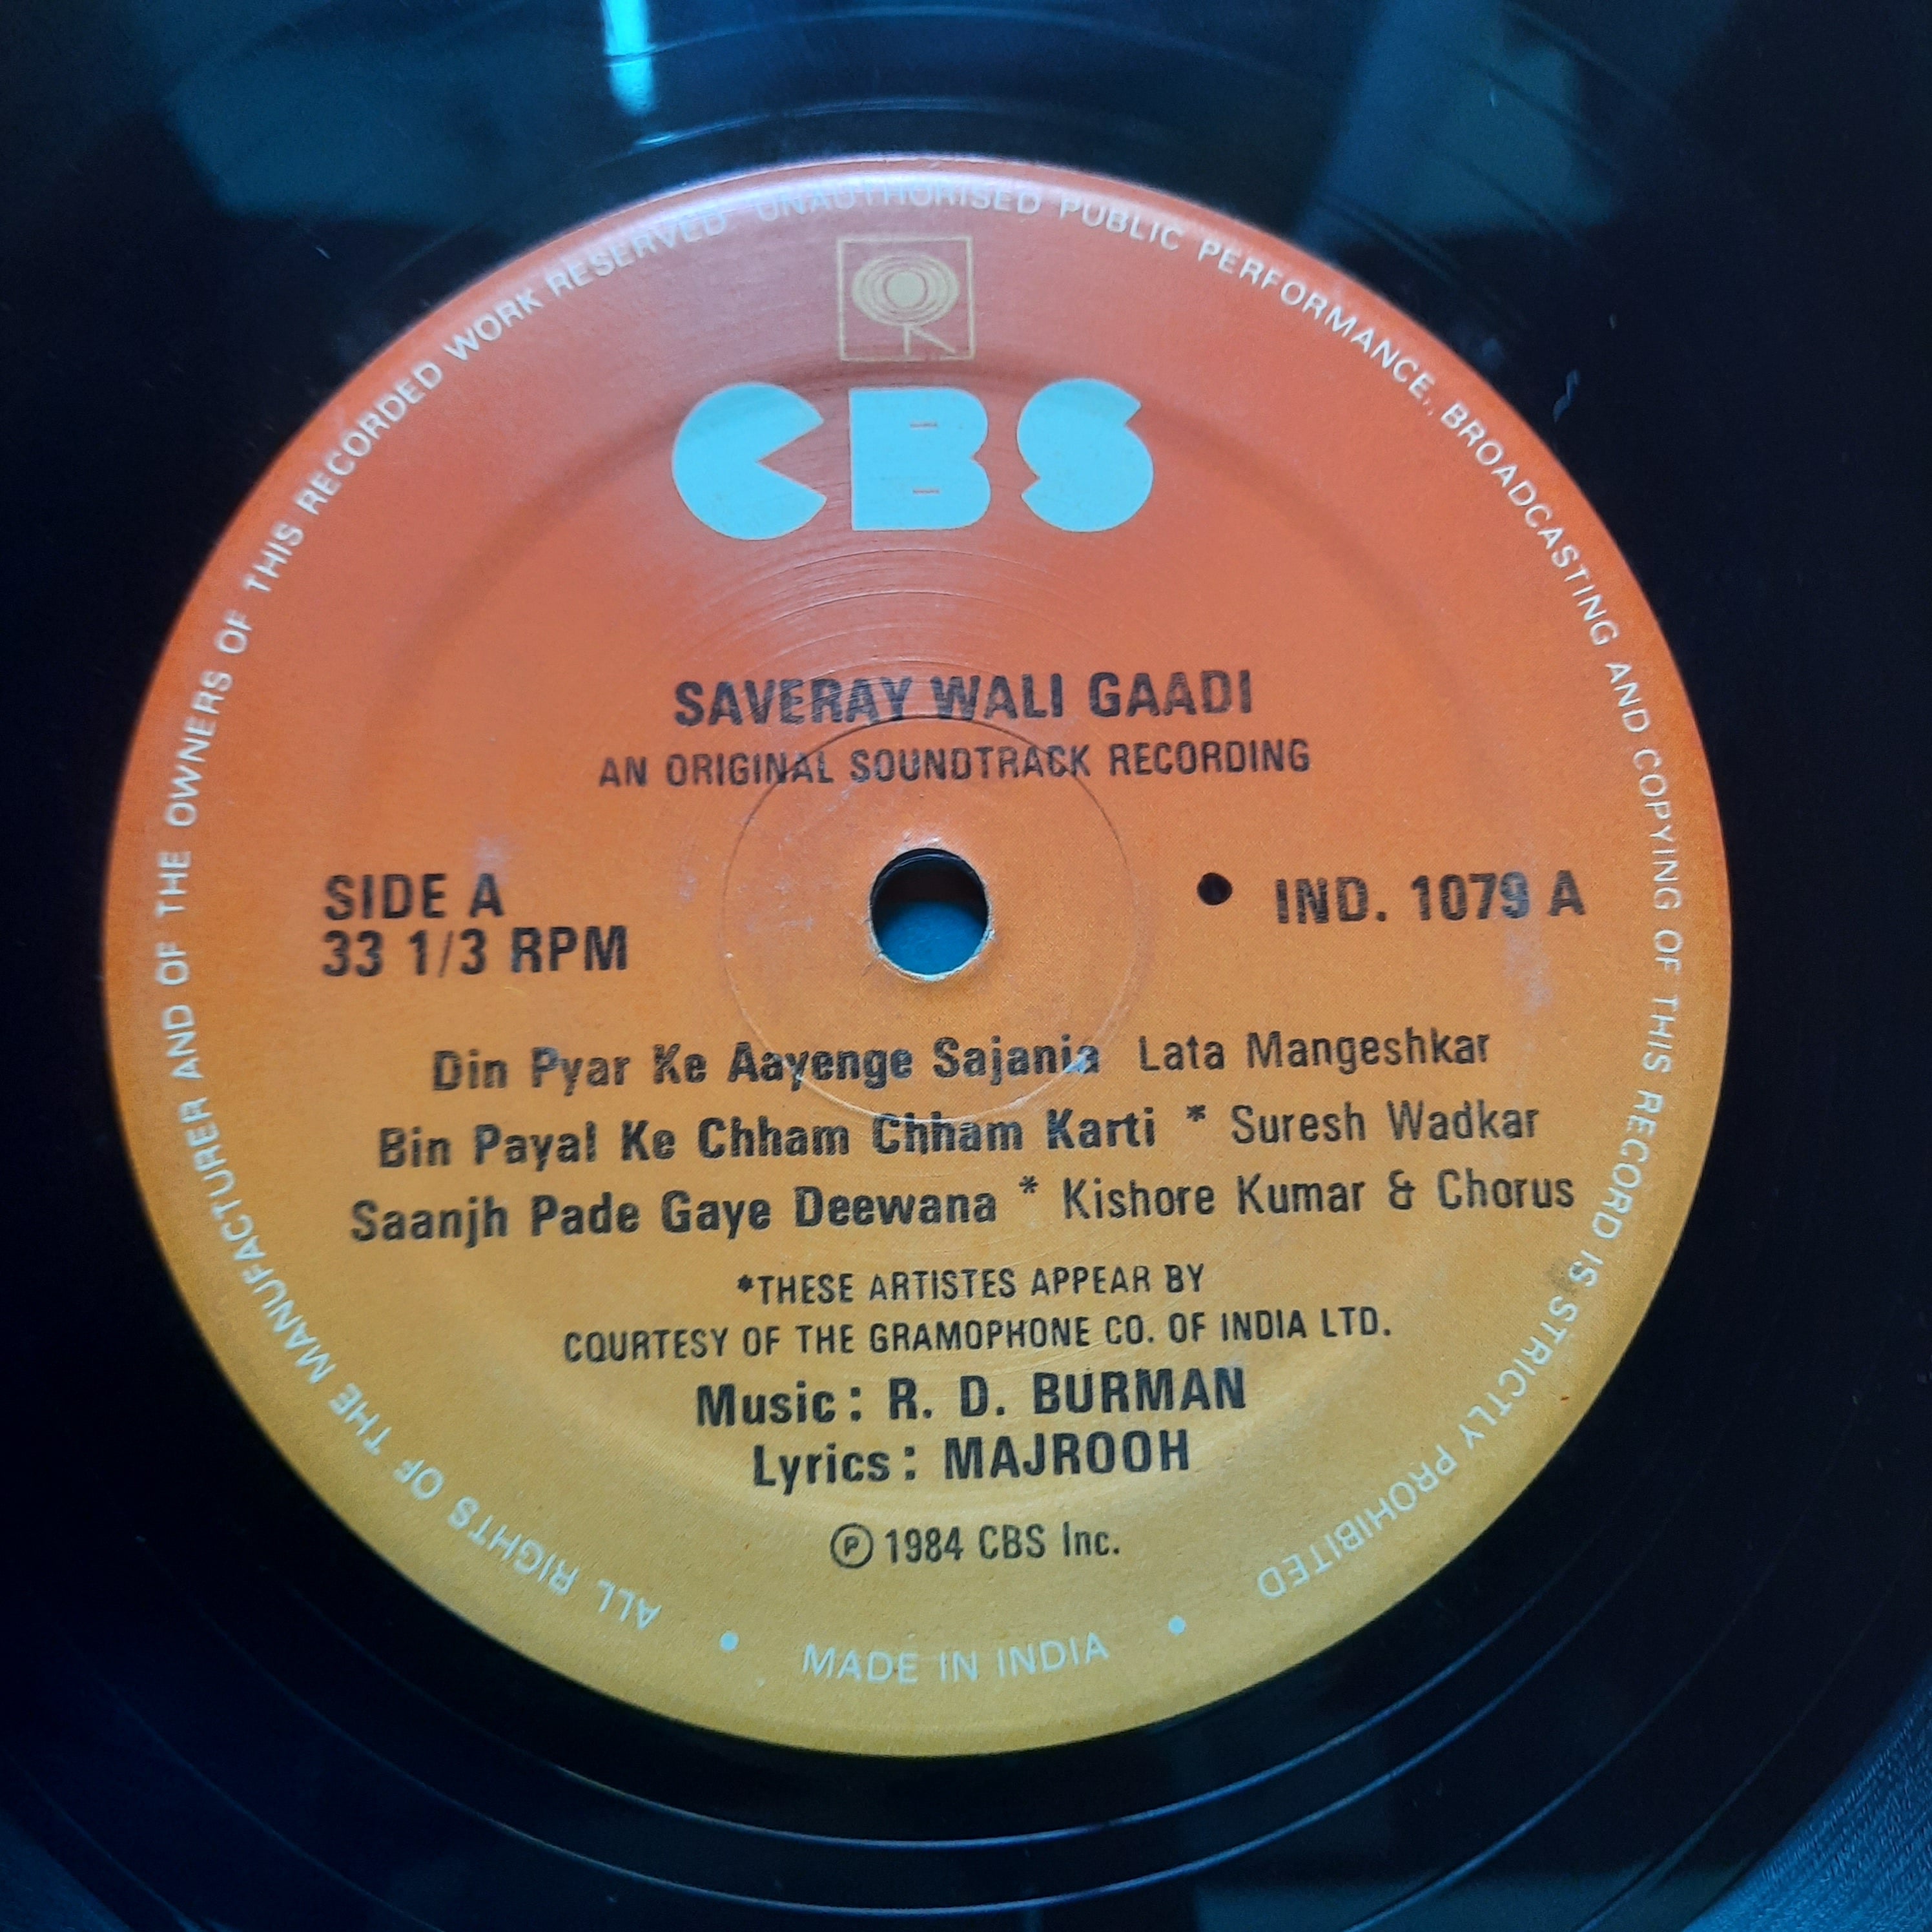 ALL RIGHTS OF THE MANUFACTURER AND OF THE OWNERS OF THIS RECORDED WORK RESERVED UNAUTHORISED PUBLIC PERFORMANCE, BROADCASTING AND COPYING OF THIS RECORD IS STRICTLY PROHIBITED
CBS
SAVERAY WALI GAADI
AN ORIGINAL SOUNDTRACK RECORDING
SIDE A
33 1/3 RPM
• IND. 1079 A
Din Pyar Ke Aayenge Sajania Lata Mangeshkar
Bin Payal Ke Chham Chham Karti * Suresh Wadkar
Saanjh Pade Gaye Deewana * Kishore Kumar & Chorus
*THESE ARTISTES APPEAR BY
COURTESY OF THE GRAMOPHONE CO. OF INDIA LTD.
Music: R. D. BURMAN
Lyrics: MAJROOH
℗ 1984 CBS Inc.
• MADE IN INDIA •